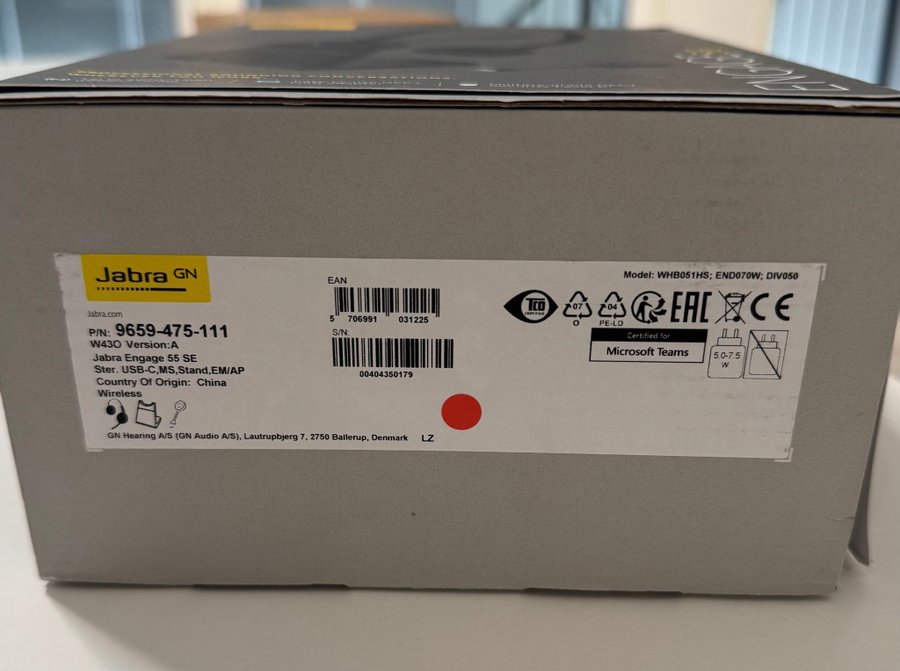 Jabra GN
Jabra.com
P/N: 9659-475-111
W43O Version:A
Jabra Engage 55 SE
Ster. USB-C,MS,Stand,EM/AP
Country Of Origin: China
Wireless
GN Hearing A/S (GN Audio A/S), Lautrupbjerg 7, 2750 Ballerup, Denmark LZ
EAN
5 706991 031225
S/N:
00404350179
Model: WHB051HS; END070W; DIV050
TCO
CERTIFIED
07
O
04
PE-LD
EAC
CE
Certified for
Microsoft Teams
5.0-7.5
W